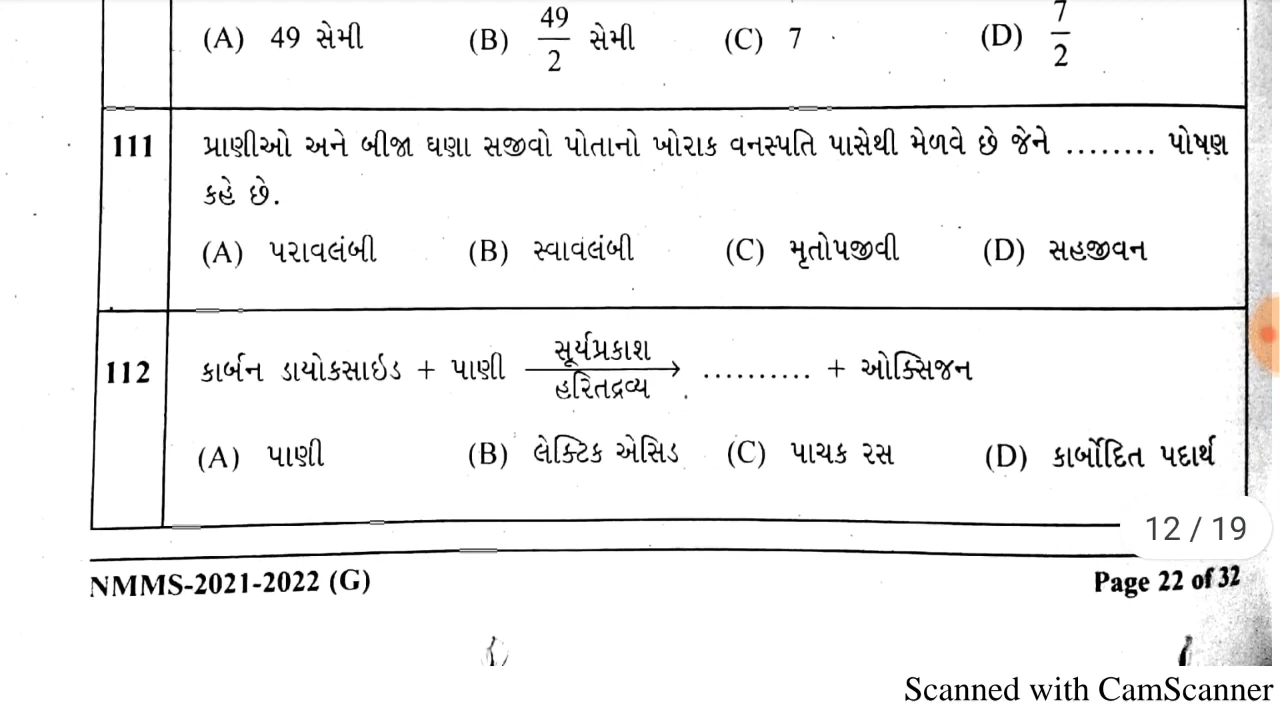 (A) 49 સેમી (B) 49/2 સેમી (C) 7 (D) 7/2
111 પ્રાણીઓ અને બીજા ઘણા સજીવો પોતાનો ખોરાક વનસ્પતિ પાસેથી મેળવે છે જેને ........ પોષણ
કહે છે.
(A) પરાવલંબી (B) સ્વાવલંબી (C) મૃતોપજીવી (D) સહજીવન
સૂર્યપ્રકાશ
112 કાર્બન ડાયોકસાઇડ + પાણી → .......... + ઓક્સિજન
હરિતદ્રવ્ય
(A) પાણી (B) લેક્ટિક એસિડ (C) પાચક રસ (D) કાર્બોદિત પદાર્થ
12 / 19
NMMS-2021-2022 (G) Page 22 of 32
Scanned with CamScanner